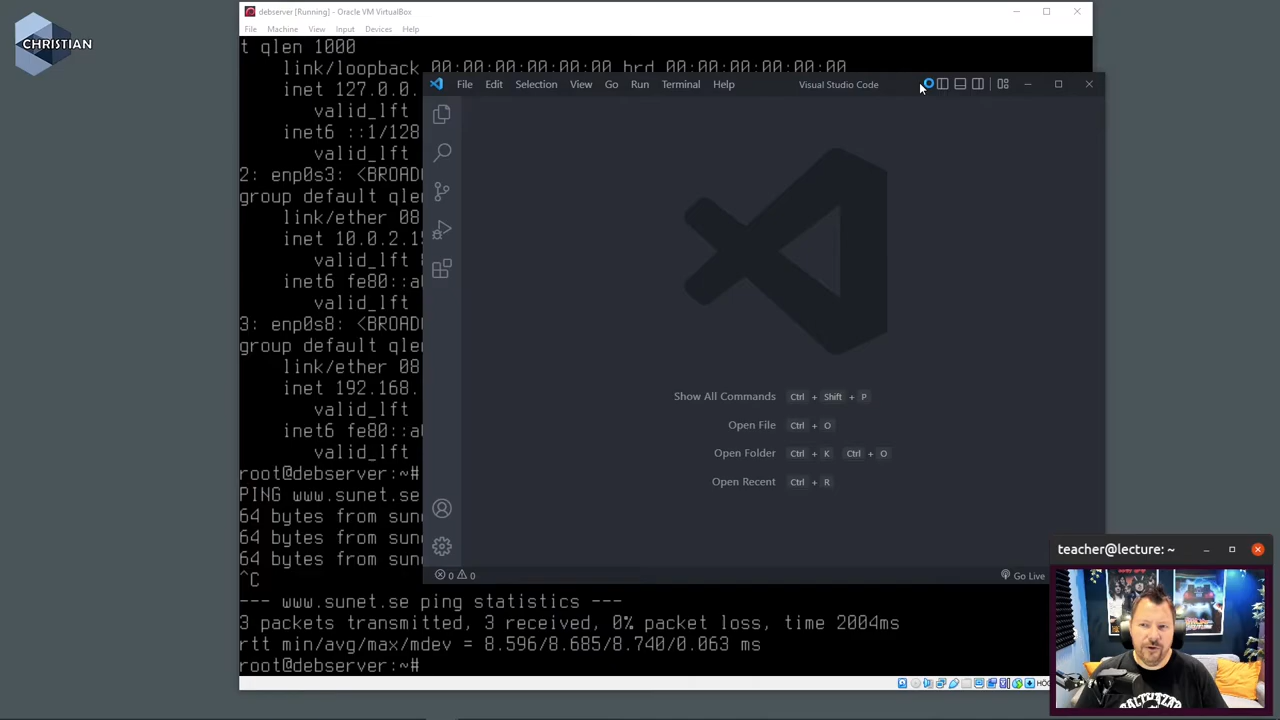 CHRISTIAN
debserver [Running] - Oracle VM VirtualBox
File Machine View Input Devices Help
t qlen 1000
link/loopback 00:00:00:00:00:00 brd 00:00:00:00:00:00
inet 127.0.0.
valid_lft
inet6 ::1/128
valid_lft
2: enp0s3: <BROAD
group default qlen
link/ether 08
inet 10.0.2.15
valid_lft
inet6 fe80::a
valid_lft
3: enp0s8: <BROAD
group default qlen
link/ether 08
inet 192.168.
valid_lft
inet6 fe80::a
valid_lft
root@debserver:~#
PING www.sunet.se
64 bytes from sun
64 bytes from sun
64 bytes from sun
^C
--- www.sunet.se ping statistics ---
3 packets transmitted, 3 received, 0% packet loss, time 2004ms
rtt min/avg/max/mdev = 8.596/8.685/8.740/0.063 ms
root@debserver:~#
File Edit Selection View Go Run Terminal Help
Visual Studio Code
Show All Commands Ctrl + Shift + P
Open File Ctrl + O
Open Folder Ctrl + K Ctrl + O
Open Recent Ctrl + R
0 0
Go Live
teacher@lecture: ~